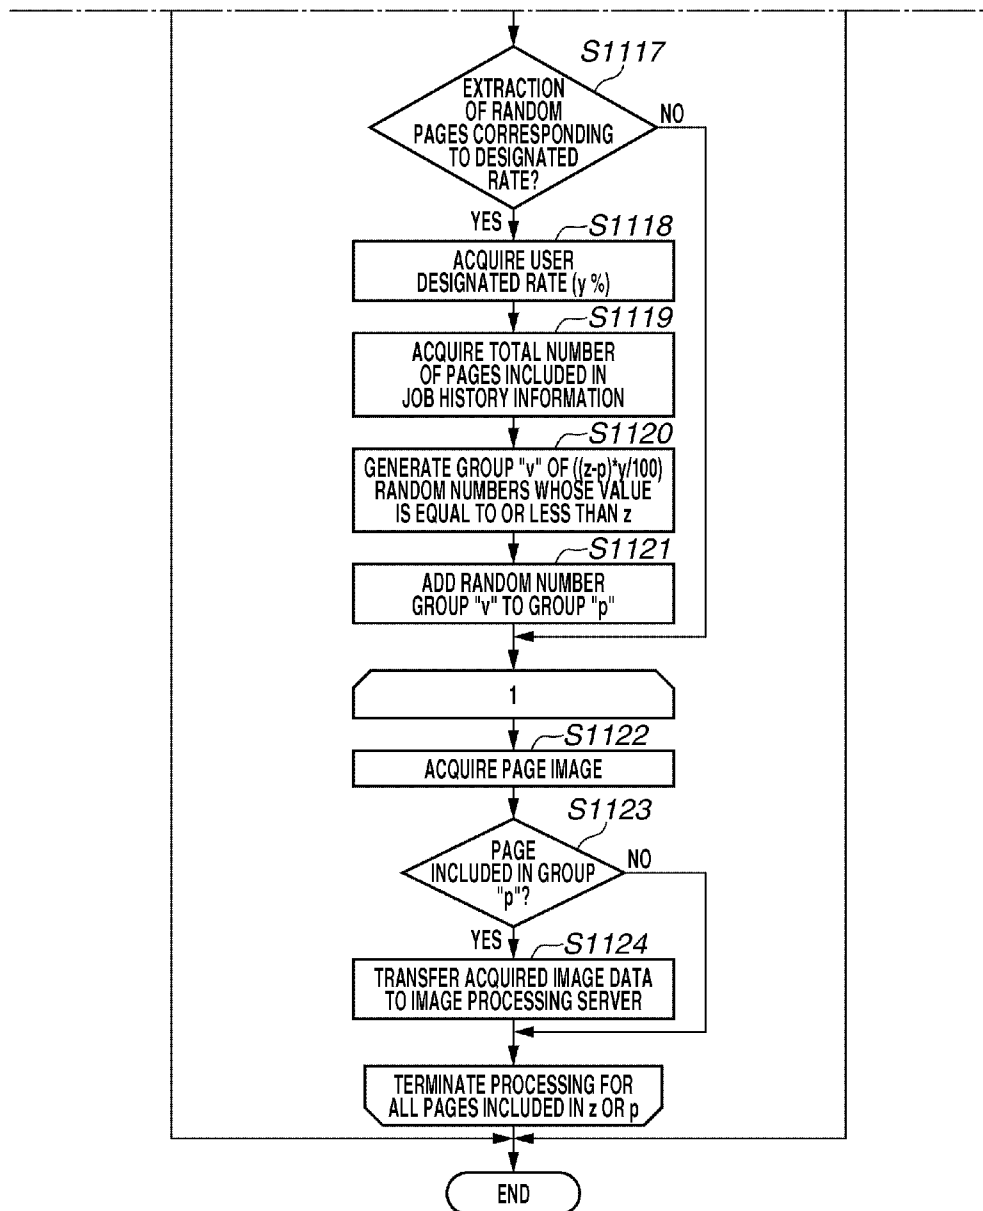 S1117
EXTRACTION
OF RANDOM
PAGES CORRESPONDING
TO DESIGNATED
RATE?
NO
YES
S1118
ACQUIRE USER
DESIGNATED RATE (y %)
S1119
ACQUIRE TOTAL NUMBER
OF PAGES INCLUDED IN
JOB HISTORY INFORMATION
S1120
GENERATE GROUP "v" OF ((z-p)*y/100)
RANDOM NUMBERS WHOSE VALUE
IS EQUAL TO OR LESS THAN z
S1121
ADD RANDOM NUMBER
GROUP "v" TO GROUP "p"
1
S1122
ACQUIRE PAGE IMAGE
S1123
PAGE
INCLUDED IN GROUP
"p"?
NO
YES
S1124
TRANSFER ACQUIRED IMAGE DATA
TO IMAGE PROCESSING SERVER
TERMINATE PROCESSING FOR
ALL PAGES INCLUDED IN z OR p
END